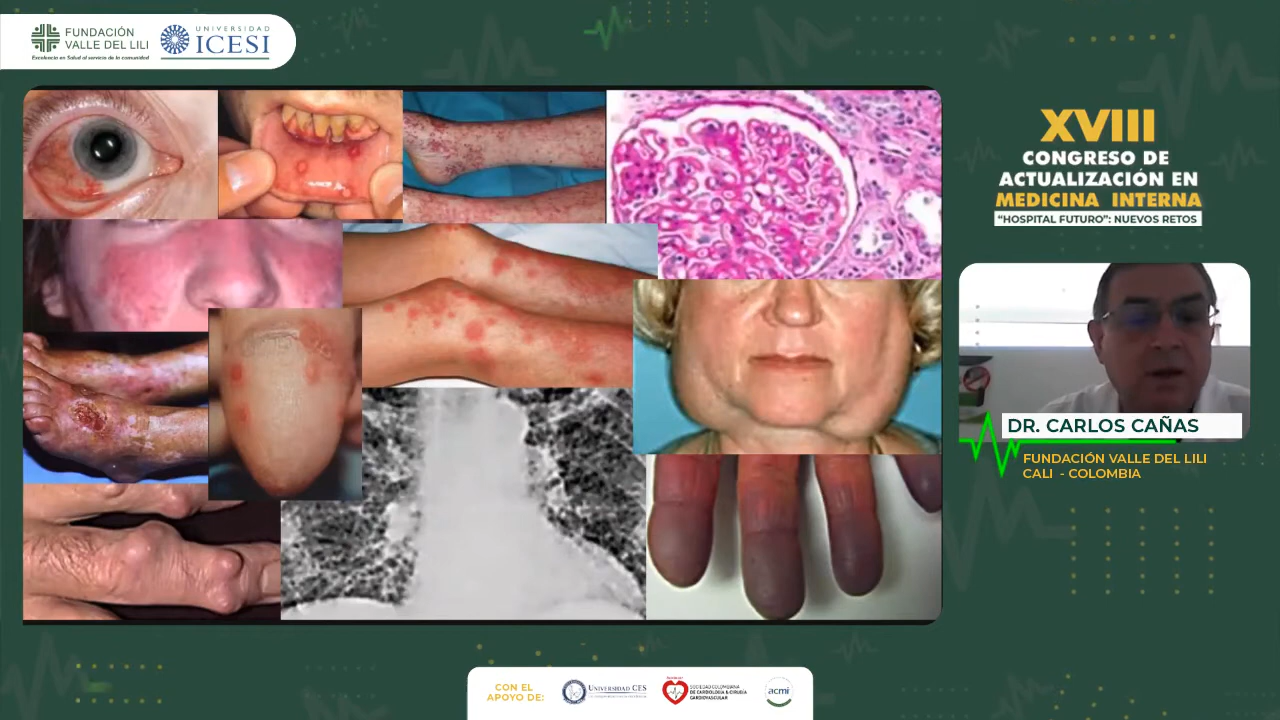 FUNDACIÓN
VALLE DEL LILI
Excelencia en Salud al servicio de la comunidad
UNIVERSIDAD
ICESI
XVIII
CONGRESO DE
ACTUALIZACIÓN EN
MEDICINA INTERNA
“HOSPITAL FUTURO”: NUEVOS RETOS
DR. CARLOS CAÑAS
FUNDACIÓN VALLE DEL LILI
CALI - COLOMBIA
CON EL
APOYO DE:
UNIVERSIDAD CES
SOCIEDAD COLOMBIANA
DE CARDIOLOGÍA & CIRUGÍA
CARDIOVASCULAR
acmi